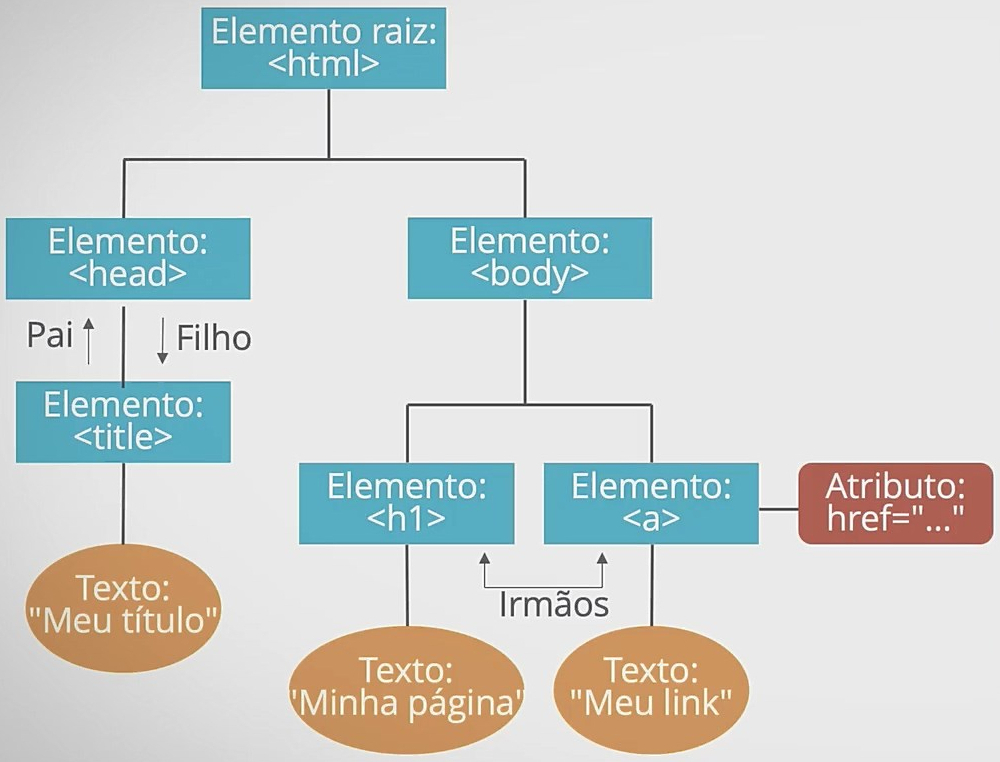 Elemento raiz:
<html>
Elemento:
<head>
Elemento:
<body>
Pai
Filho
Elemento:
<title>
Elemento:
<h1>
Elemento:
<a>
Atributo:
href="..."
Irmãos
Texto:
"Meu título"
Texto:
"Minha página"
Texto:
"Meu link"